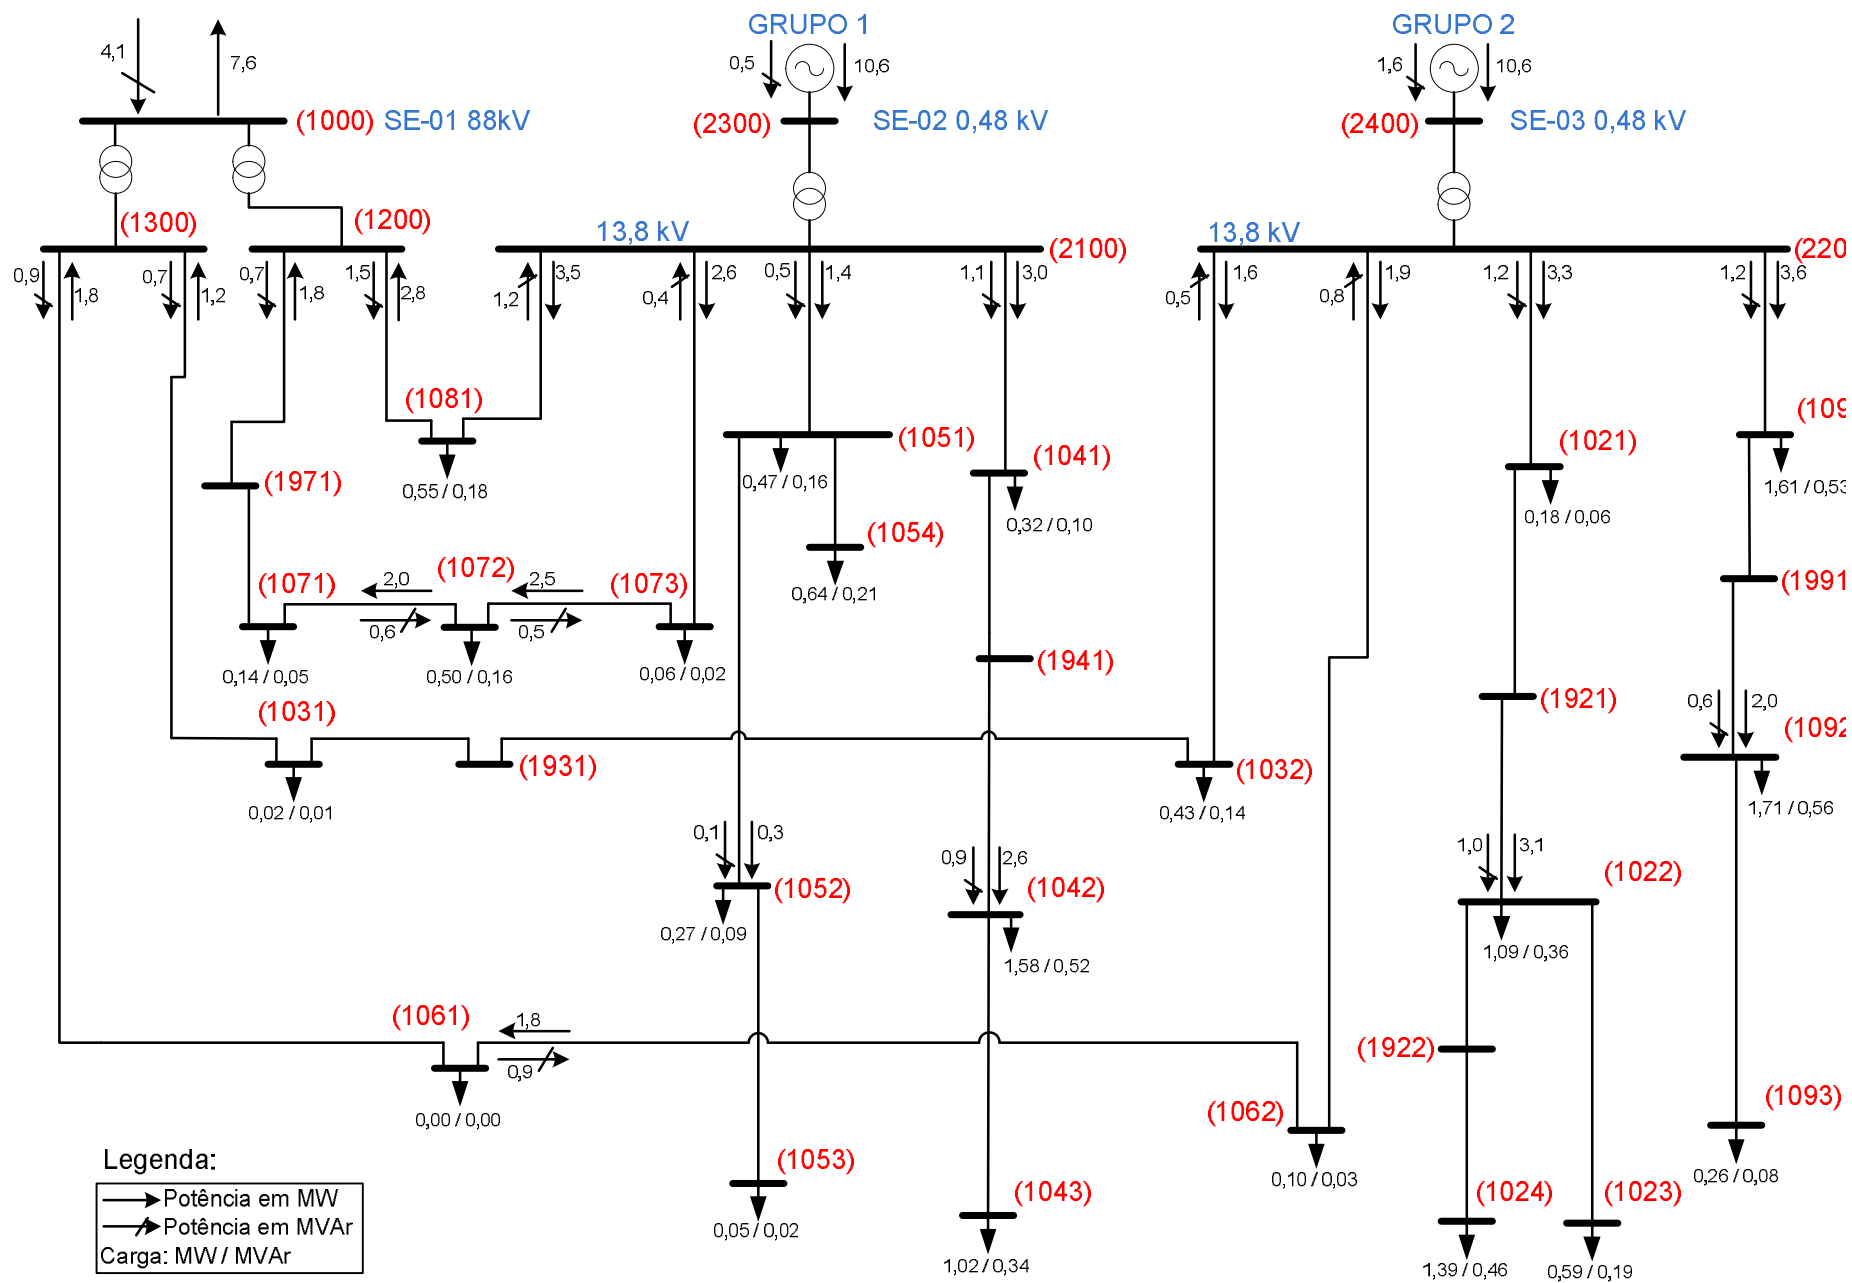 GRUPO 1
GRUPO 2
4,1
7,6
0,5
10,6
1,6
10,6
(1000) SE-01 88kV
(2300)
SE-02 0,48 kV
(2400)
SE-03 0,48 kV
(1300)
(1200)
13,8 kV
(2100)
13,8 kV
(220
0,9
1,8
0,7
1,2
0,7
1,8
1,5
2,8
1,2
3,5
0,4
2,6
0,5
1,4
1,1
3,0
0,5
1,6
0,8
1,9
1,2
3,3
1,2
3,6
(1081)
0,55 / 0,18
(1051)
0,47 / 0,16
(1041)
0,32 / 0,10
(1021)
0,18 / 0,06
(109
1,61 / 0,53
(1971)
(1054)
0,64 / 0,21
(1071)
2,0
(1072)
2,5
(1073)
0,6
0,5
0,14 / 0,05
0,50 / 0,16
0,06 / 0,02
(1991
(1941)
(1921)
(1031)
(1931)
0,02 / 0,01
(1032)
0,43 / 0,14
0,6
2,0
(1092
1,71 / 0,56
0,1
0,3
(1052)
0,27 / 0,09
0,9
2,6
(1042)
1,58 / 0,52
1,0
3,1
(1022)
1,09 / 0,36
(1061)
1,8
0,9
0,00 / 0,00
(1922)
(1062)
0,10 / 0,03
(1093)
0,26 / 0,08
(1053)
0,05 / 0,02
(1043)
1,02 / 0,34
(1024)
1,39 / 0,46
(1023)
0,59 / 0,19
Legenda:
Potência em MW
Potência em MVAr
Carga: MW / MVAr